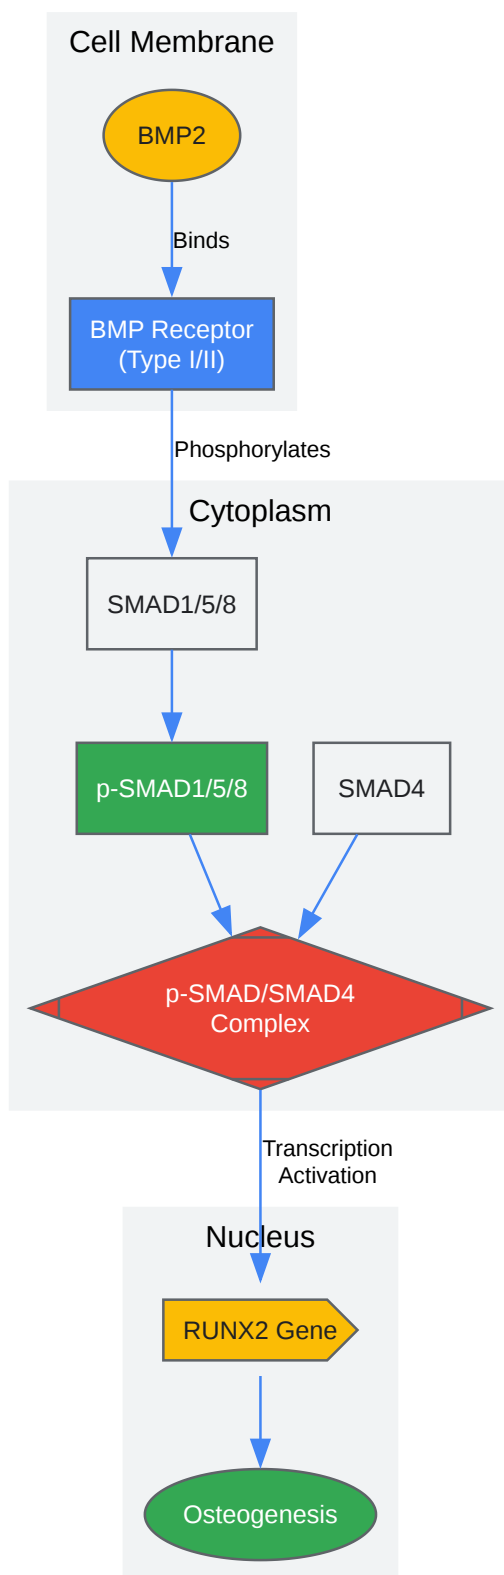 Cell Membrane
BMP2
Binds
BMP Receptor
(Type I/II)
Phosphorylates
Cytoplasm
SMAD1/5/8
p-SMAD1/5/8
SMAD4
p-SMAD/SMAD4
Complex
Transcription
Activation
Nucleus
RUNX2 Gene
Osteogenesis